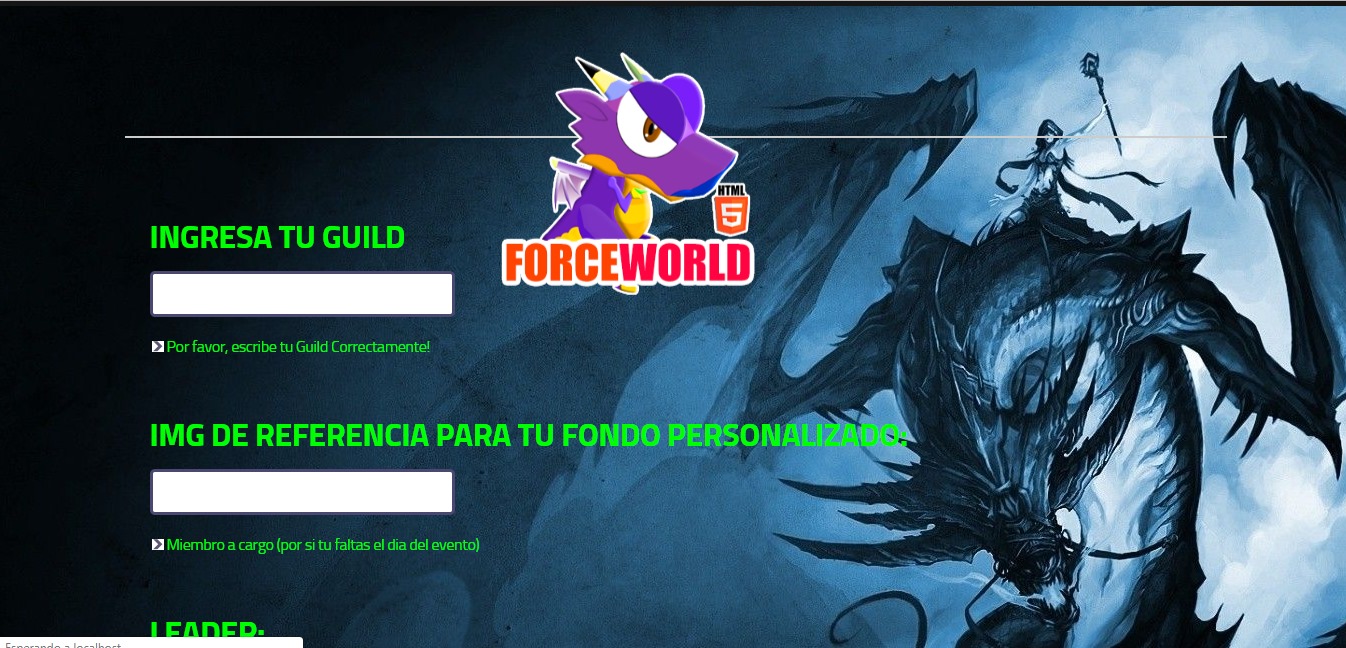 HTML
5
FORCEWORLD
INGRESA TU GUILD
Por favor, escribe tu Guild Correctamente!
IMG DE REFERENCIA PARA TU FONDO PERSONALIZADO:
Miembro a cargo (por si tu faltas el dia del evento)
LEADER:
Esperando a localhost